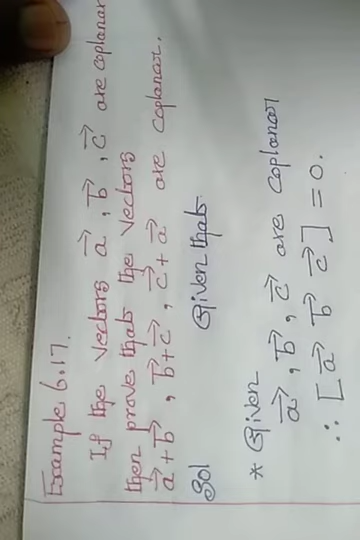 Example 6.17.
If the vectors a⃗, b⃗, c⃗ are coplanar
then prove that the vectors
a⃗+b⃗, b⃗+c⃗, c⃗+a⃗ are coplanar.
Sol Given that
* Given
a⃗, b⃗, c⃗ are coplanar
∴ [a⃗ b⃗ c⃗] = 0.